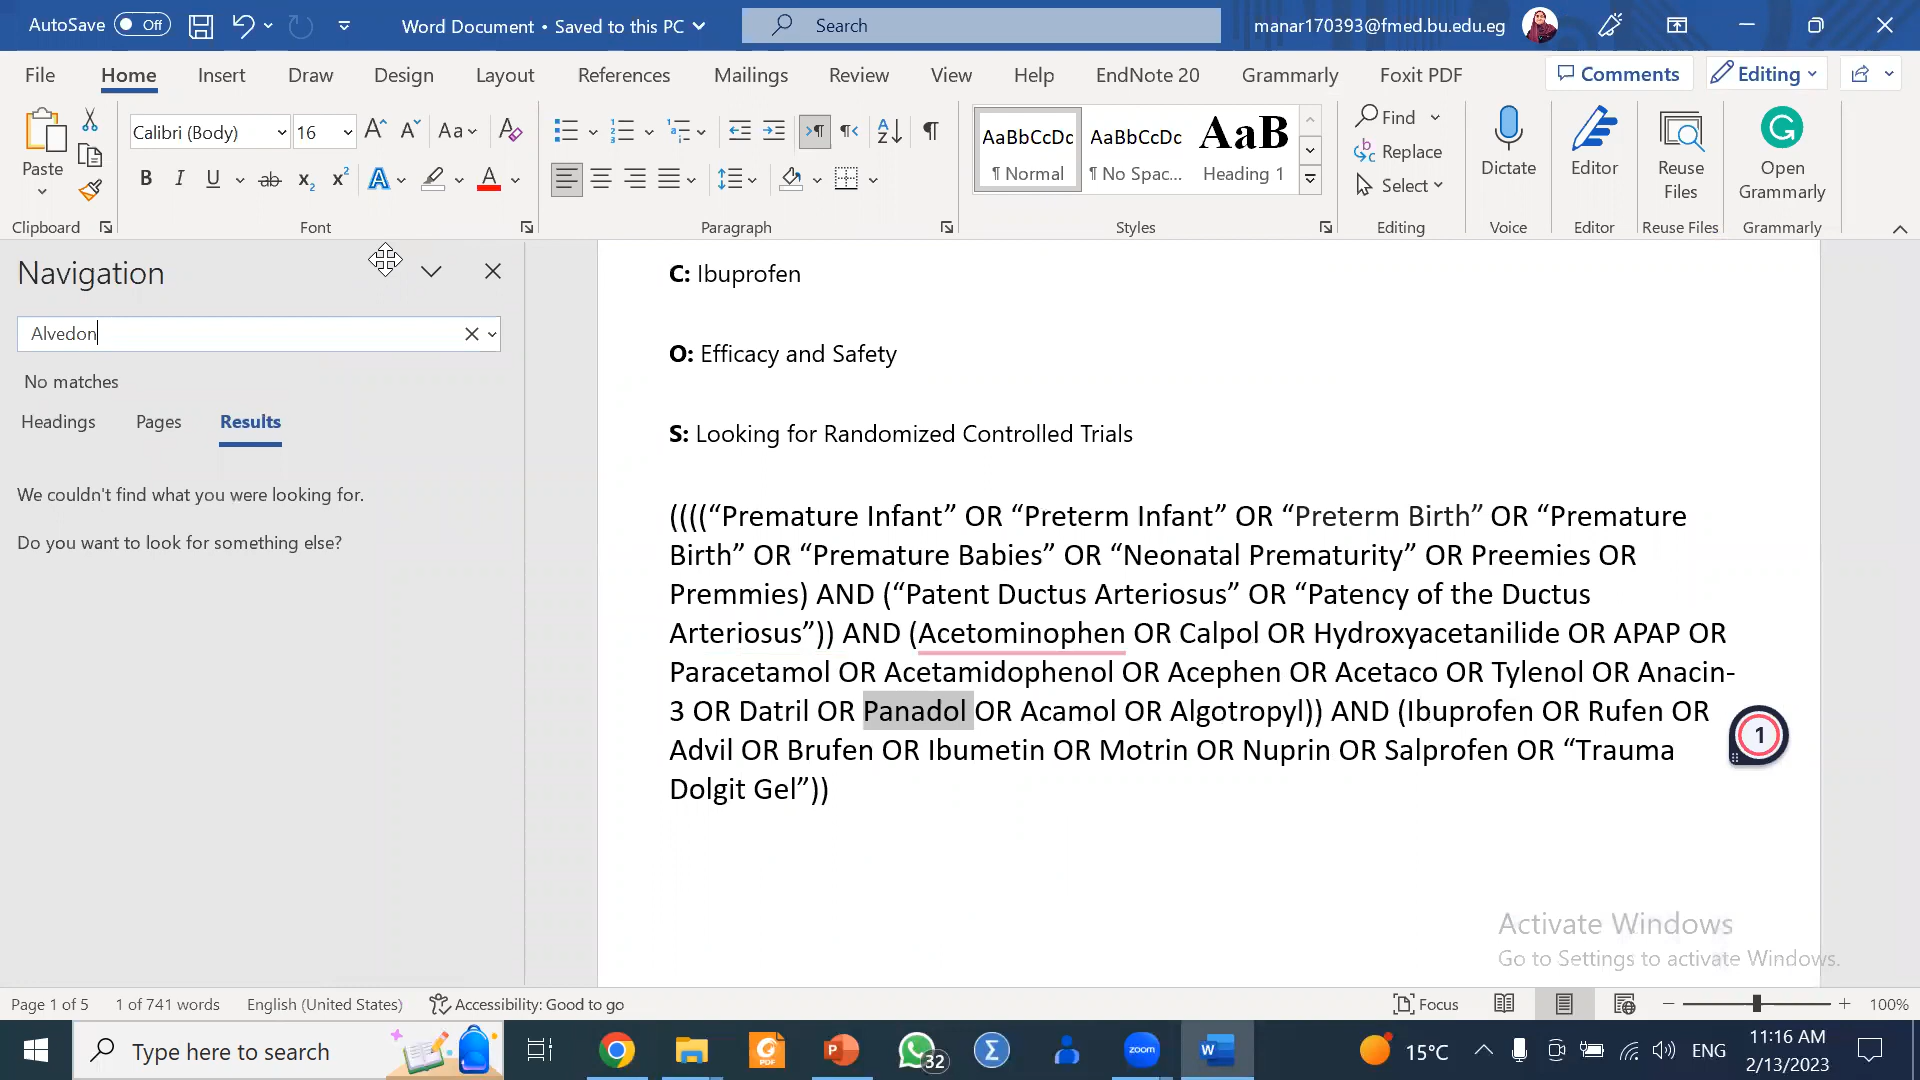 AutoSave Off Word Document • Saved to this PC Search manar170393@fmed.bu.edu.eg
File Home Insert Draw Design Layout References Mailings Review View Help EndNote 20 Grammarly Foxit PDF Comments Editing
Paste
Calibri (Body) 16 A A Aa A
B I U ab x2 x2 A A
¶ ¶ ¶
AaBbCcDc AaBbCcDc AaB
¶ Normal ¶ No Spac... Heading 1
Find
Replace
Select
Dictate Editor Reuse Files Open Grammarly
Clipboard Font Paragraph Styles Editing Voice Editor Reuse Files Grammarly
Navigation
Alvedon
No matches
Headings Pages Results
We couldn't find what you were looking for.
Do you want to look for something else?
C: Ibuprofen
O: Efficacy and Safety
S: Looking for Randomized Controlled Trials
((((“Premature Infant” OR “Preterm Infant” OR “Preterm Birth” OR “Premature
Birth” OR “Premature Babies” OR “Neonatal Prematurity” OR Preemies OR
Premmies) AND (“Patent Ductus Arteriosus” OR “Patency of the Ductus
Arteriosus”)) AND (Acetominophen OR Calpol OR Hydroxyacetanilide OR APAP OR
Paracetamol OR Acetamidophenol OR Acephen OR Acetaco OR Tylenol OR Anacin-
3 OR Datril OR Panadol OR Acamol OR Algotropyl)) AND (Ibuprofen OR Rufen OR
Advil OR Brufen OR Ibumetin OR Motrin OR Nuprin OR Salprofen OR “Trauma
Dolgit Gel”))
1
Activate Windows
Go to Settings to activate Windows.
Page 1 of 5 1 of 741 words English (United States) Accessibility: Good to go Focus 100%
Type here to search PDF P 32 Σ zoom W 15°C ENG
11:16 AM
2/13/2023